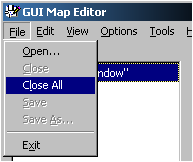 GUI Map Editor
File Edit View Options Tools H
Open...
Close
ndow"
Close All
Save
Save As...
Exit